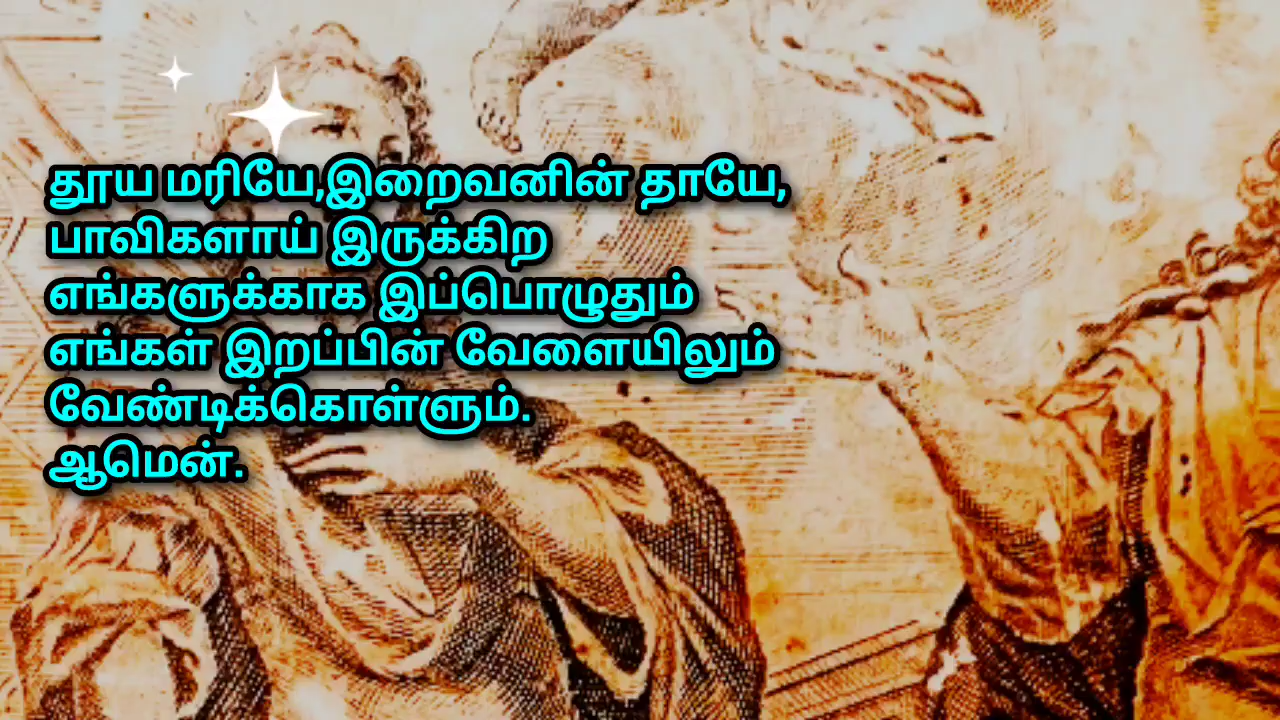 தூய மரியே,இறைவனின் தாயே,
பாவிகளாய் இருக்கிற
எங்களுக்காக இப்பொழுதும்
எங்கள் இறப்பின் வேளையிலும்
வேண்டிக்கொள்ளும்.
ஆமென்.